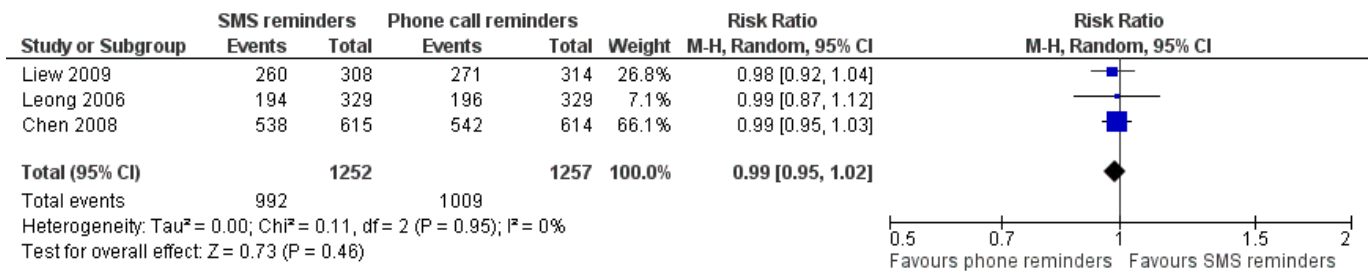 SMS reminders Phone call reminders Risk Ratio Risk Ratio
Study or Subgroup Events Total Events Total Weight M-H, Random, 95% CI M-H, Random, 95% CI
Liew 2009 260 308 271 314 26.8% 0.98 [0.92, 1.04]
Leong 2006 194 329 196 329 7.1% 0.99 [0.87, 1.12]
Chen 2008 538 615 542 614 66.1% 0.99 [0.95, 1.03]
Total (95% CI) 1252 1257 100.0% 0.99 [0.95, 1.02]
Total events 992 1009
Heterogeneity: Tau² = 0.00; Chi² = 0.11, df = 2 (P = 0.95); I² = 0%
Test for overall effect: Z = 0.73 (P = 0.46)
0.5 0.7 1 1.5 2
Favours phone reminders Favours SMS reminders